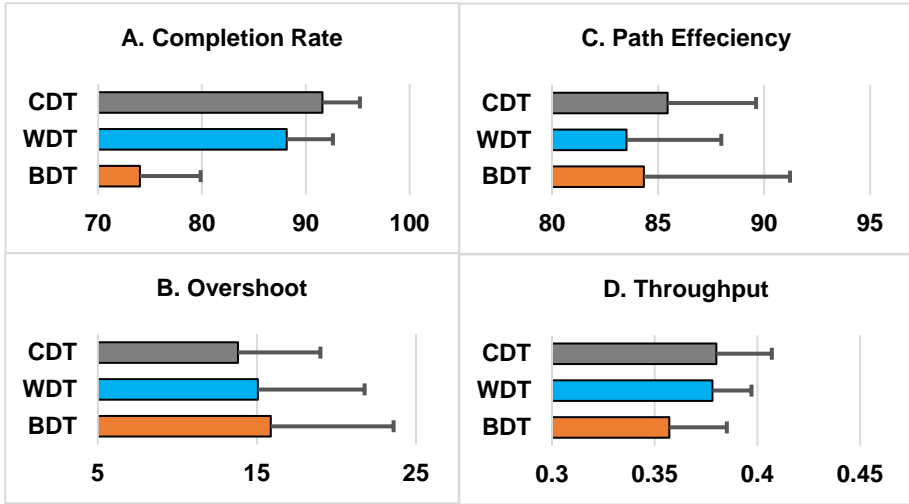 A. Completion Rate
CDT
WDT
BDT
70 80 90 100
C. Path Effeciency
CDT
WDT
BDT
80 85 90 95
B. Overshoot
CDT
WDT
BDT
5 15 25
D. Throughput
CDT
WDT
BDT
0.3 0.35 0.4 0.45